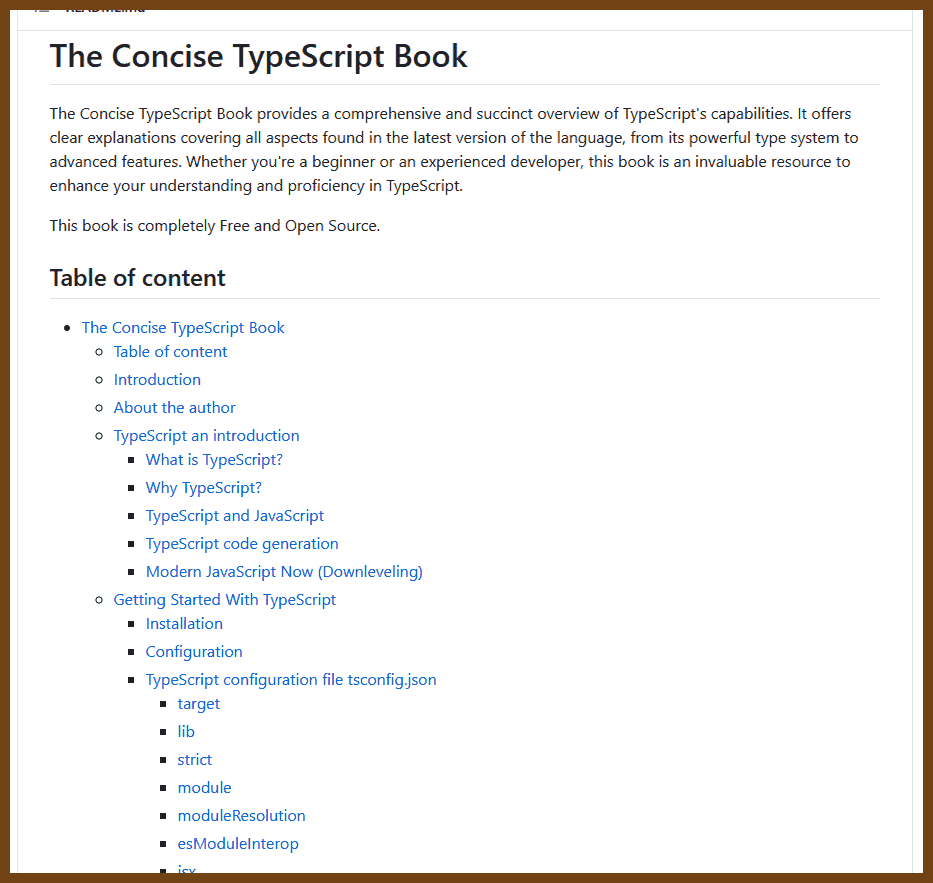 README.md
The Concise TypeScript Book
The Concise TypeScript Book provides a comprehensive and succinct overview of TypeScript's capabilities. It offers
clear explanations covering all aspects found in the latest version of the language, from its powerful type system to
advanced features. Whether you're a beginner or an experienced developer, this book is an invaluable resource to
enhance your understanding and proficiency in TypeScript.
This book is completely Free and Open Source.
Table of content
The Concise TypeScript Book
Table of content
Introduction
About the author
TypeScript an introduction
What is TypeScript?
Why TypeScript?
TypeScript and JavaScript
TypeScript code generation
Modern JavaScript Now (Downleveling)
Getting Started With TypeScript
Installation
Configuration
TypeScript configuration file tsconfig.json
target
lib
strict
module
moduleResolution
esModuleInterop
jsx